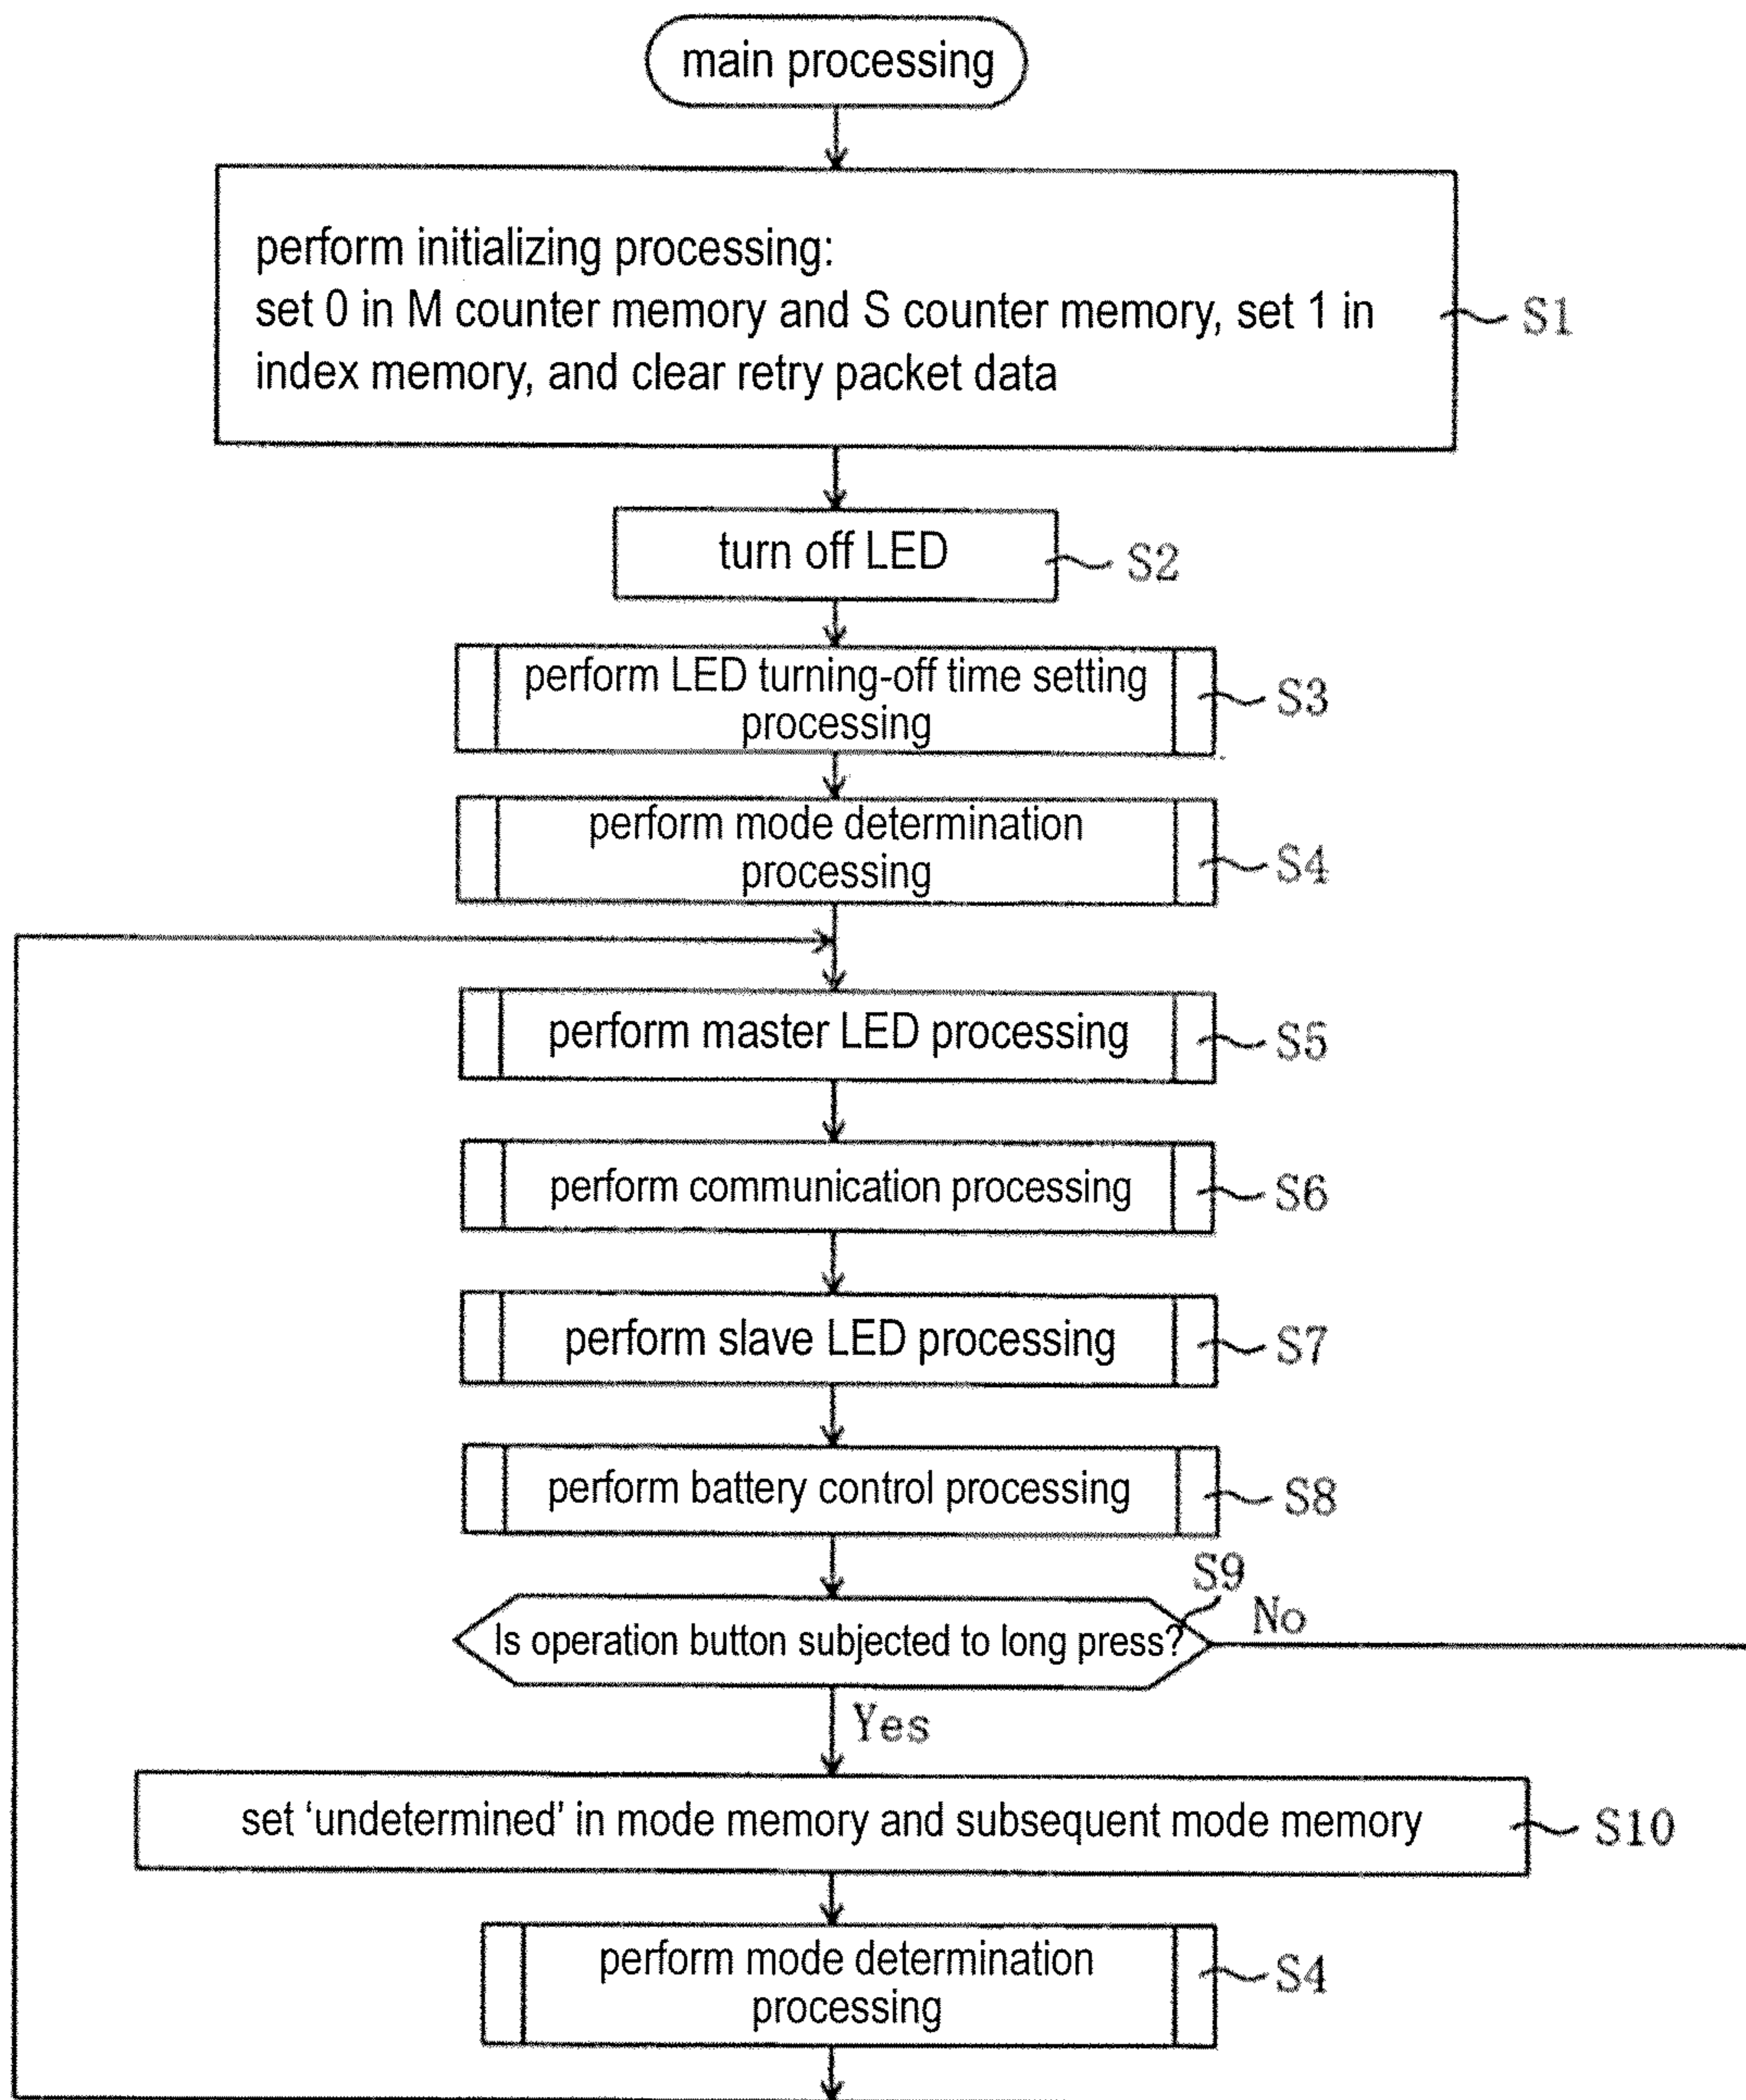 main processing
perform initializing processing:
set 0 in M counter memory and S counter memory, set 1 in
index memory, and clear retry packet data
S1
turn off LED
S2
perform LED turning-off time setting
processing
S3
perform mode determination
processing
S4
perform master LED processing
S5
perform communication processing
S6
perform slave LED processing
S7
perform battery control processing
S8
S9
Is operation button subjected to long press?
No
Yes
set ‘undetermined’ in mode memory and subsequent mode memory
S10
perform mode determination
processing
S4